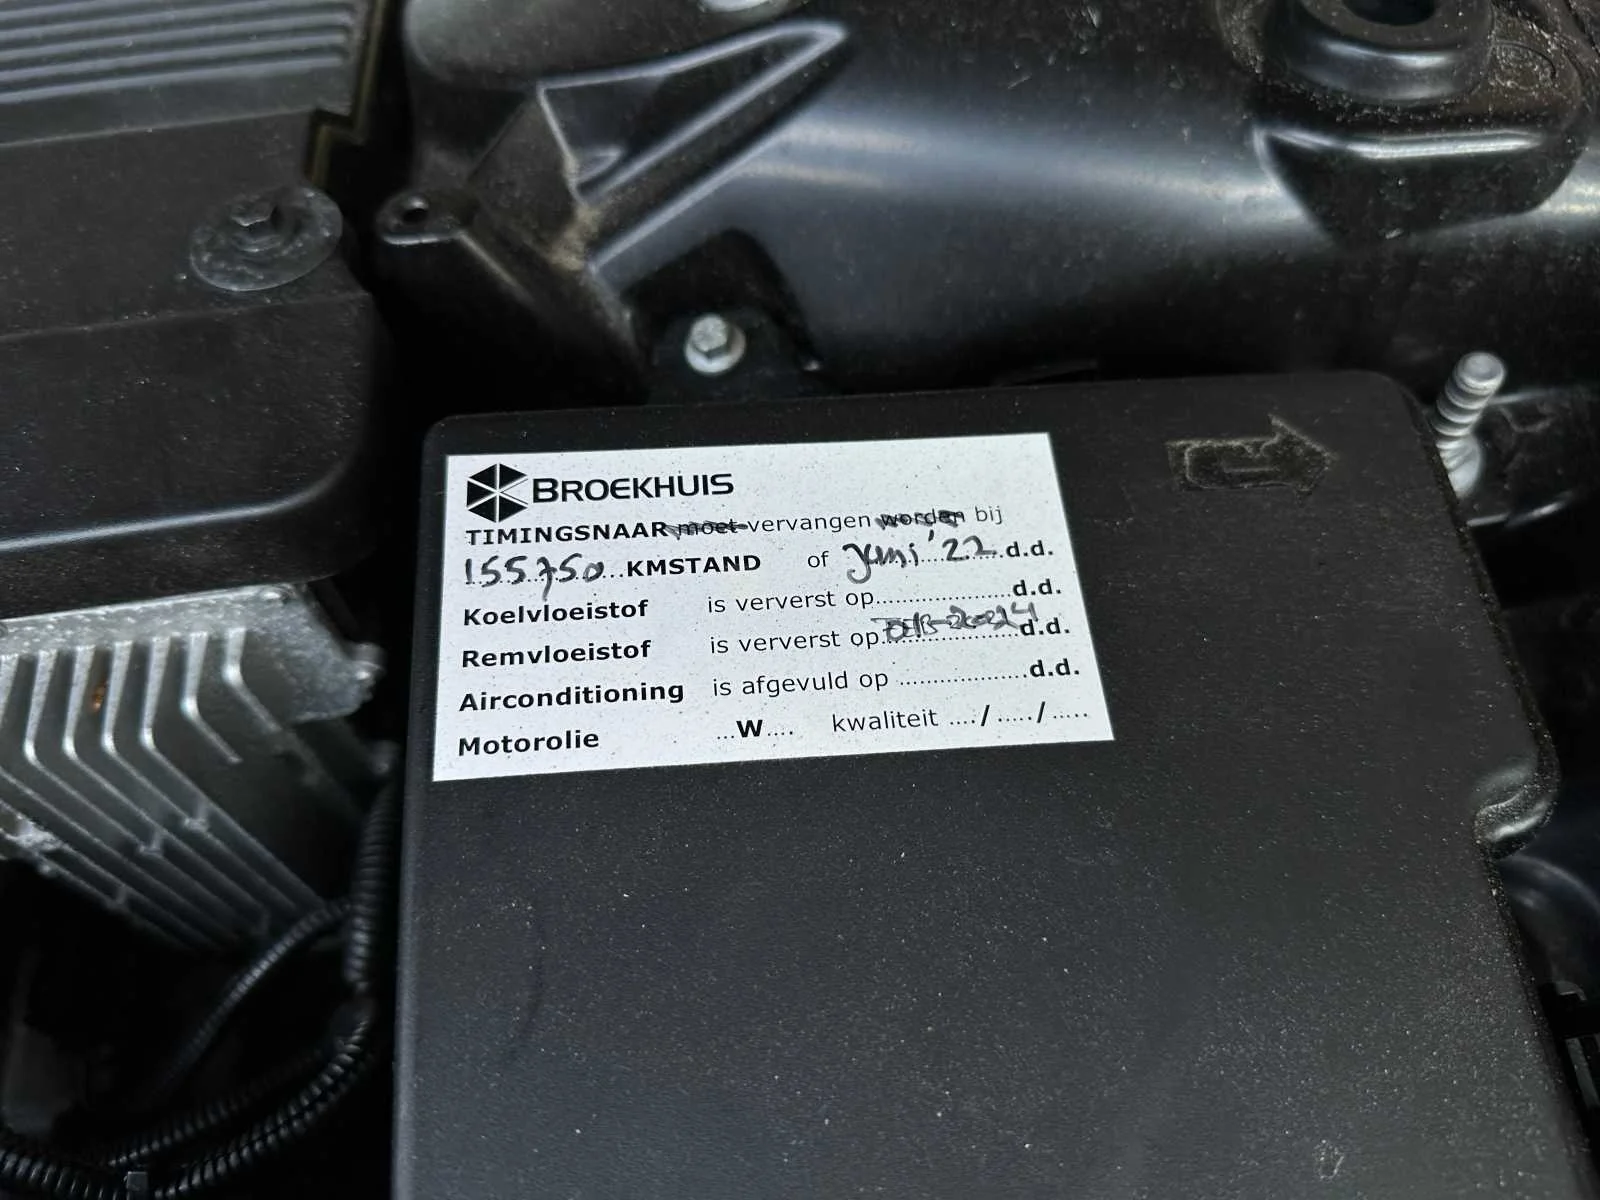 BROEKHUIS
TIMINGSNAAR moet vervangen worden bij
155750...KMSTAND of juni '22 d.d.
Koelvloeistof is ververst op....................d.d.
Remvloeistof is ververst op....................d.d.
Airconditioning is afgevuld op ...................d.d.
Motorolie ...W.... kwaliteit ..../...../.....